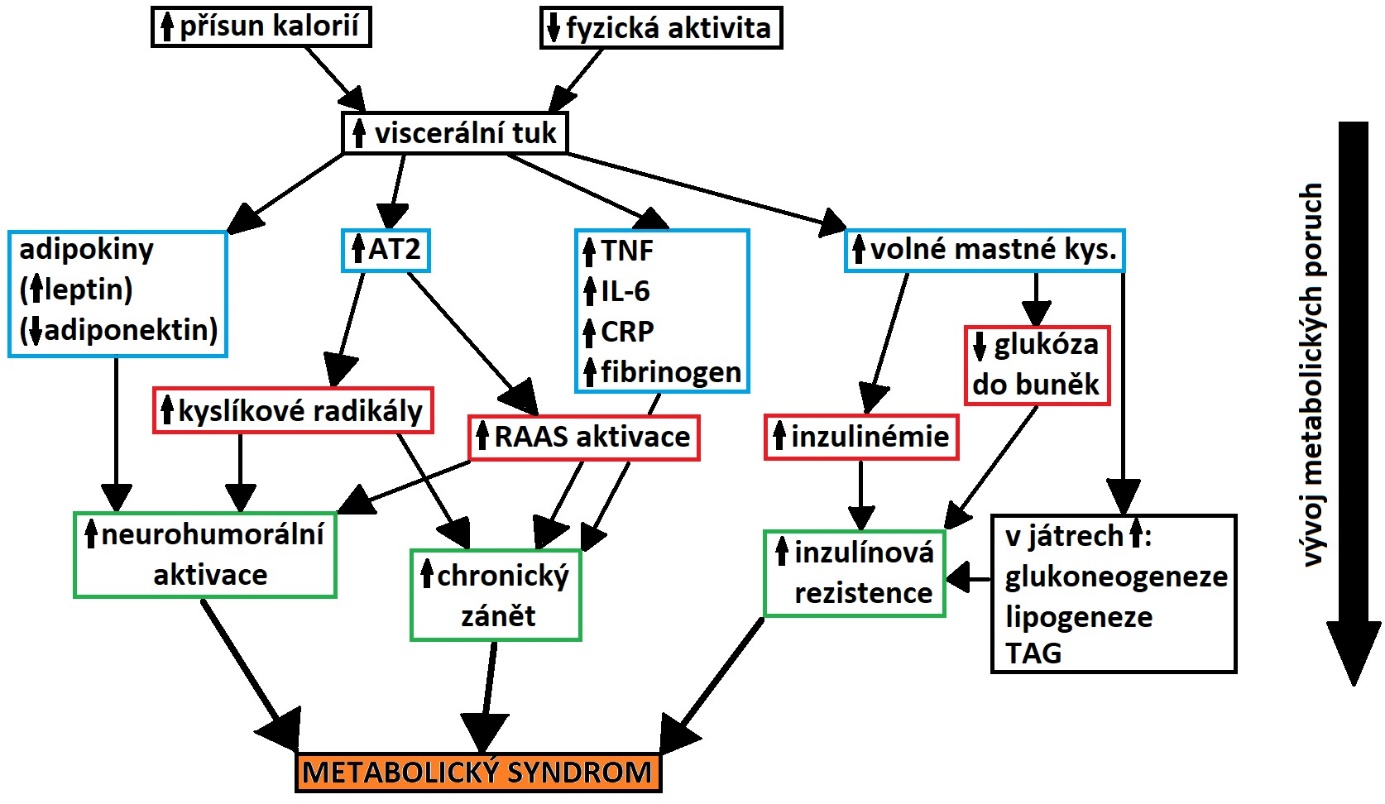 ↑ přísun kalorií
↓ fyzická aktivita
↑ viscerální tuk
adipokiny
(↑leptin)
(↓adiponektin)
↑AT2
↑TNF
↑IL-6
↑CRP
↑fibrinogen
↑volné mastné kys.
↓ glukóza
do buněk
↑kyslíkové radikály
↑RAAS aktivace
↑inzulinémie
↑neurohumorální
aktivace
↑chronický
zánět
↑inzulínová
rezistence
v játrech↑:
glukoneogeneze
lipogeneze
TAG
METABOLICKÝ SYNDROM
vývoj metabolických poruch